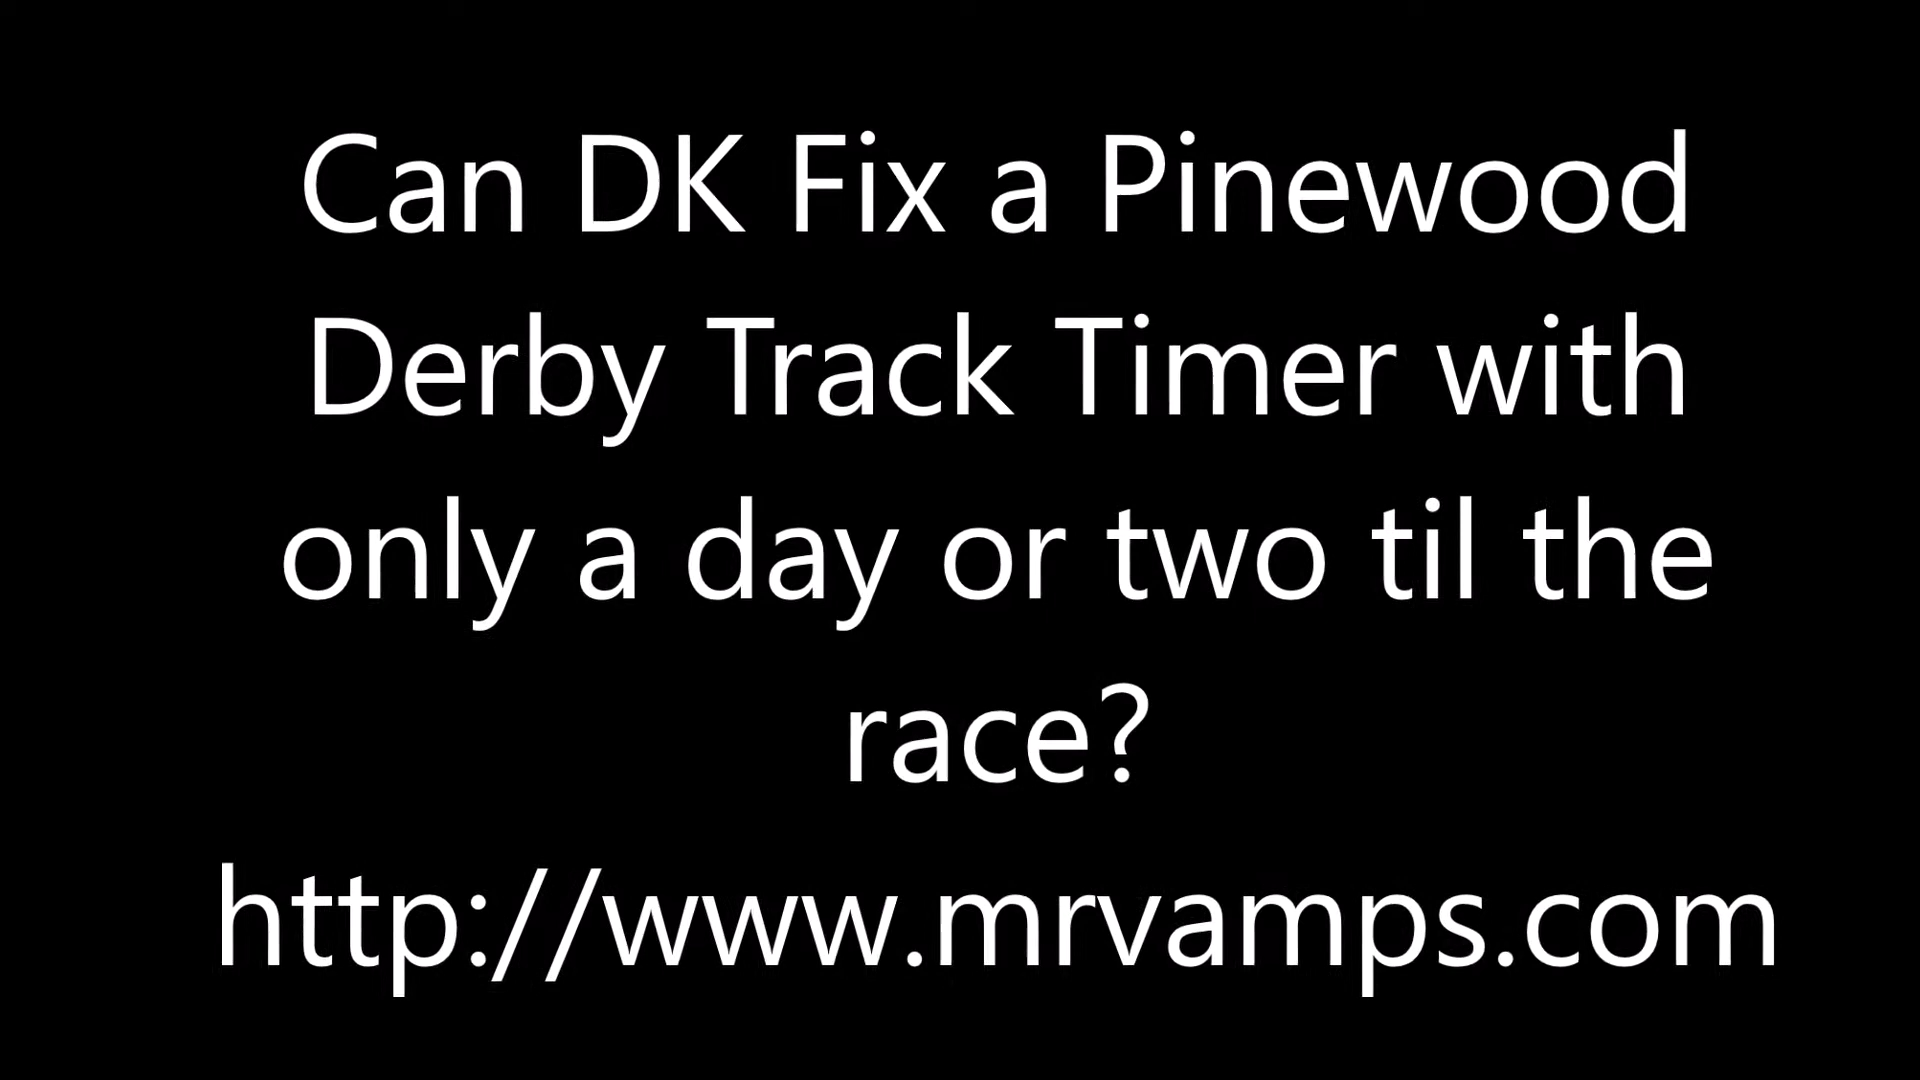 Can DK Fix a Pinewood
Derby Track Timer with
only a day or two til the
race?
http://www.mrvamps.com